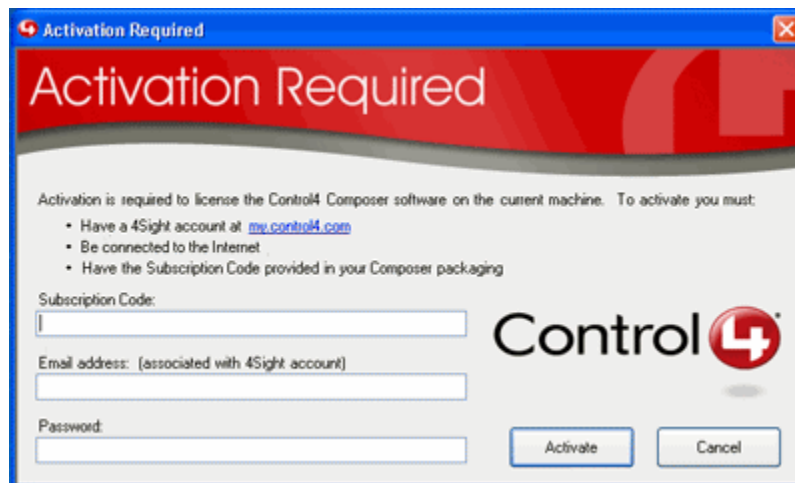 Activation Required
Activation Required
Activation is required to license the Control4 Composer software on the current machine. To activate you must:
• Have a 4Sight account at my.control4.com
• Be connected to the Internet
• Have the Subscription Code provided in your Composer packaging
Subscription Code:
Control4
Email address: (associated with 4Sight account)
Password:
Activate Cancel